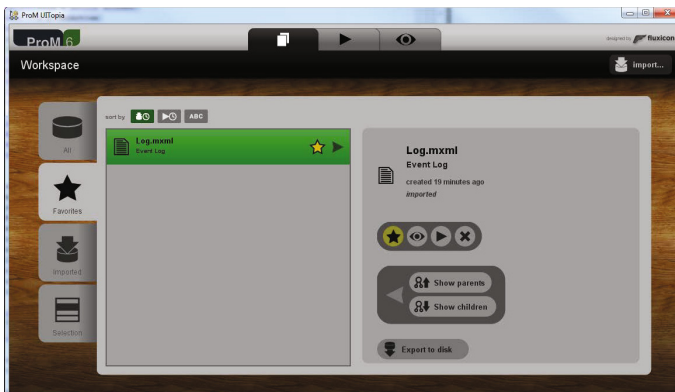 ProM UITopia
ProM 6
designed by fluxicon
Workspace
import...
All
Favorites
Imported
Selection
sort by
ABC
Log.mxml
Event Log
Log.mxml
Event Log
created 19 minutes ago
imported
Show parents
Show children
Export to disk